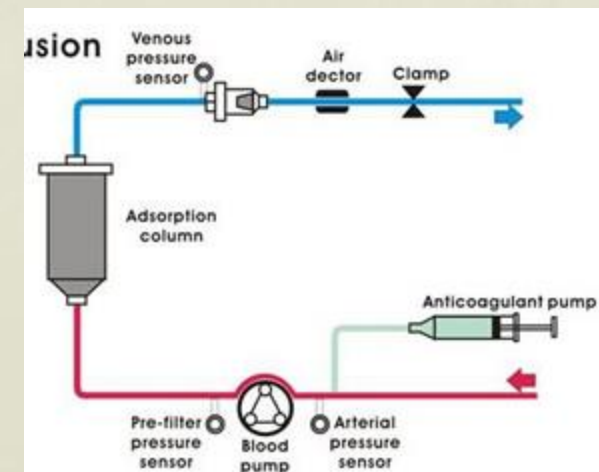 usion
Venous
pressure
sensor
Air
dector
Clamp
Adsorption
column
Anticoagulant pump
Pre-filter
pressure
sensor
Blood
pump
Arterial
pressure
sensor